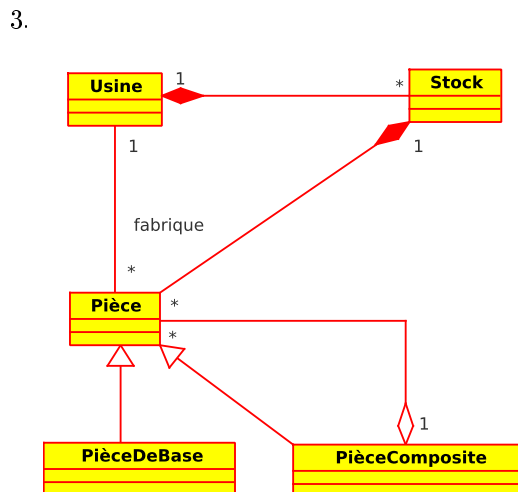 3.
Usine
1
*
Stock
1
1
fabrique
*
Pièce
*
*
1
PièceDeBase
PièceComposite